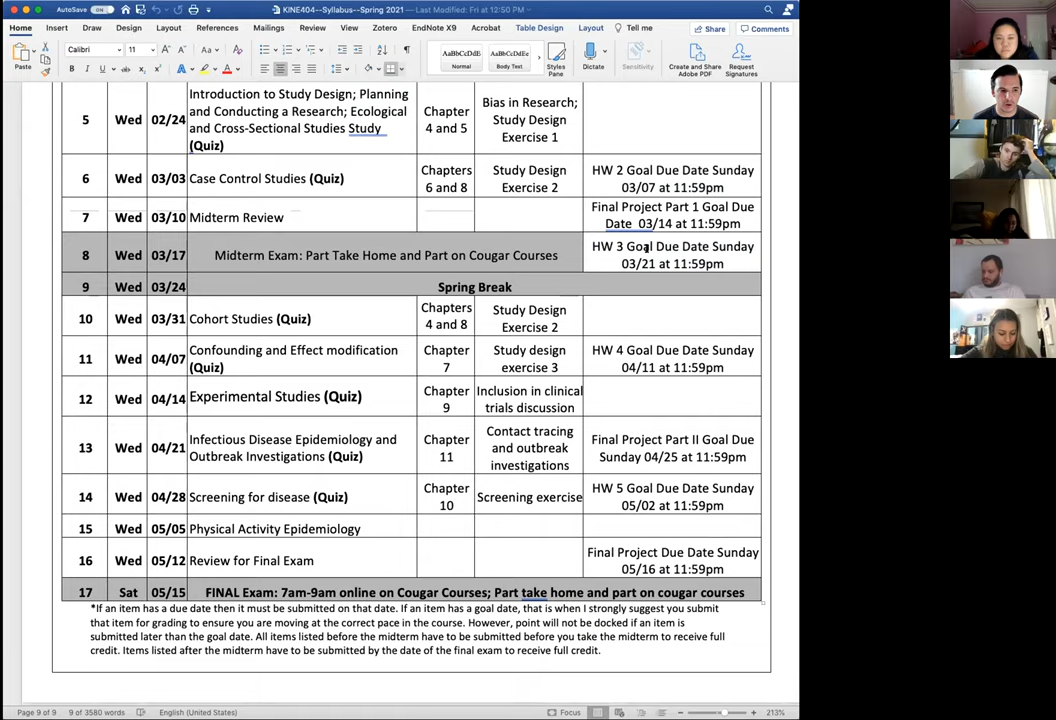 AutoSave ON KINE404--Syllabus--Spring 2021 — Last Modified: Fri at 12:50 PM
Home Insert Draw Design Layout References Mailings Review View Zotero EndNote X9 Acrobat Table Design Layout Tell me Share Comments
Paste Calibri 11 AaBbCcDdEe Normal AaBbCcDdEe Body Text Styles Pane Dictate Sensitivity Create and Share Adobe PDF Request Signatures
5 Wed 02/24 Introduction to Study Design; Planning and Conducting a Research; Ecological and Cross-Sectional Studies Study (Quiz) Chapter 4 and 5 Bias in Research; Study Design Exercise 1
6 Wed 03/03 Case Control Studies (Quiz) Chapters 6 and 8 Study Design Exercise 2 HW 2 Goal Due Date Sunday 03/07 at 11:59pm
7 Wed 03/10 Midterm Review Final Project Part 1 Goal Due Date 03/14 at 11:59pm
8 Wed 03/17 Midterm Exam: Part Take Home and Part on Cougar Courses HW 3 Goal Due Date Sunday 03/21 at 11:59pm
9 Wed 03/24 Spring Break
10 Wed 03/31 Cohort Studies (Quiz) Chapters 4 and 8 Study Design Exercise 2
11 Wed 04/07 Confounding and Effect modification (Quiz) Chapter 7 Study design exercise 3 HW 4 Goal Due Date Sunday 04/11 at 11:59pm
12 Wed 04/14 Experimental Studies (Quiz) Chapter 9 Inclusion in clinical trials discussion
13 Wed 04/21 Infectious Disease Epidemiology and Outbreak Investigations (Quiz) Chapter 11 Contact tracing and outbreak investigations Final Project Part II Goal Due Sunday 04/25 at 11:59pm
14 Wed 04/28 Screening for disease (Quiz) Chapter 10 Screening exercise HW 5 Goal Due Date Sunday 05/02 at 11:59pm
15 Wed 05/05 Physical Activity Epidemiology
16 Wed 05/12 Review for Final Exam Final Project Due Date Sunday 05/16 at 11:59pm
17 Sat 05/15 FINAL Exam: 7am-9am online on Cougar Courses; Part take home and part on cougar courses
*If an item has a due date then it must be submitted on that date. If an item has a goal date, that is when I strongly suggest you submit
that item for grading to ensure you are moving at the correct pace in the course. However, point will not be docked if an item is
submitted later than the goal date. All items listed before the midterm have to be submitted before you take the midterm to receive full
credit. Items listed after the midterm have to be submitted by the date of the final exam to receive full credit.
Page 9 of 9 9 of 3580 words English (United States) Focus 213%